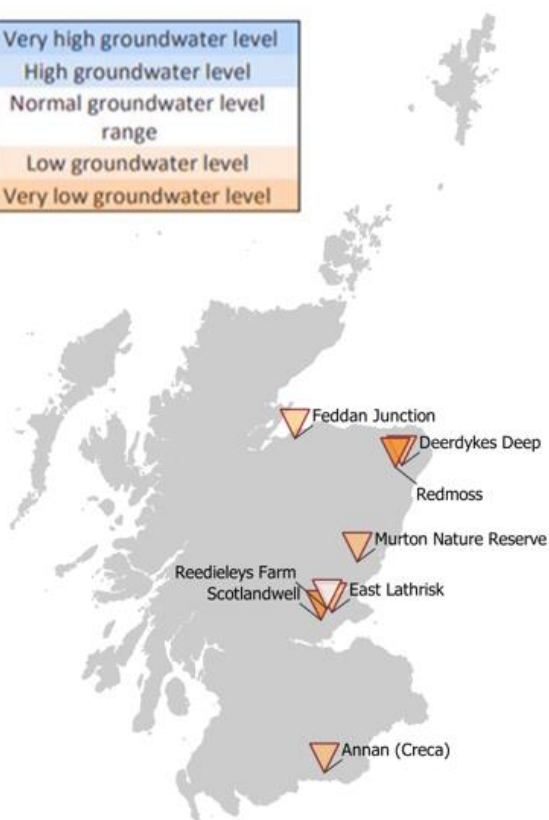 Very high groundwater level
High groundwater level
Normal groundwater level
range
Low groundwater level
Very low groundwater level
Feddan Junction
Deerdykes Deep
Redmoss
Murton Nature Reserve
Reedieleys Farm
East Lathrisk
Scotlandwell
Annan (Creca)